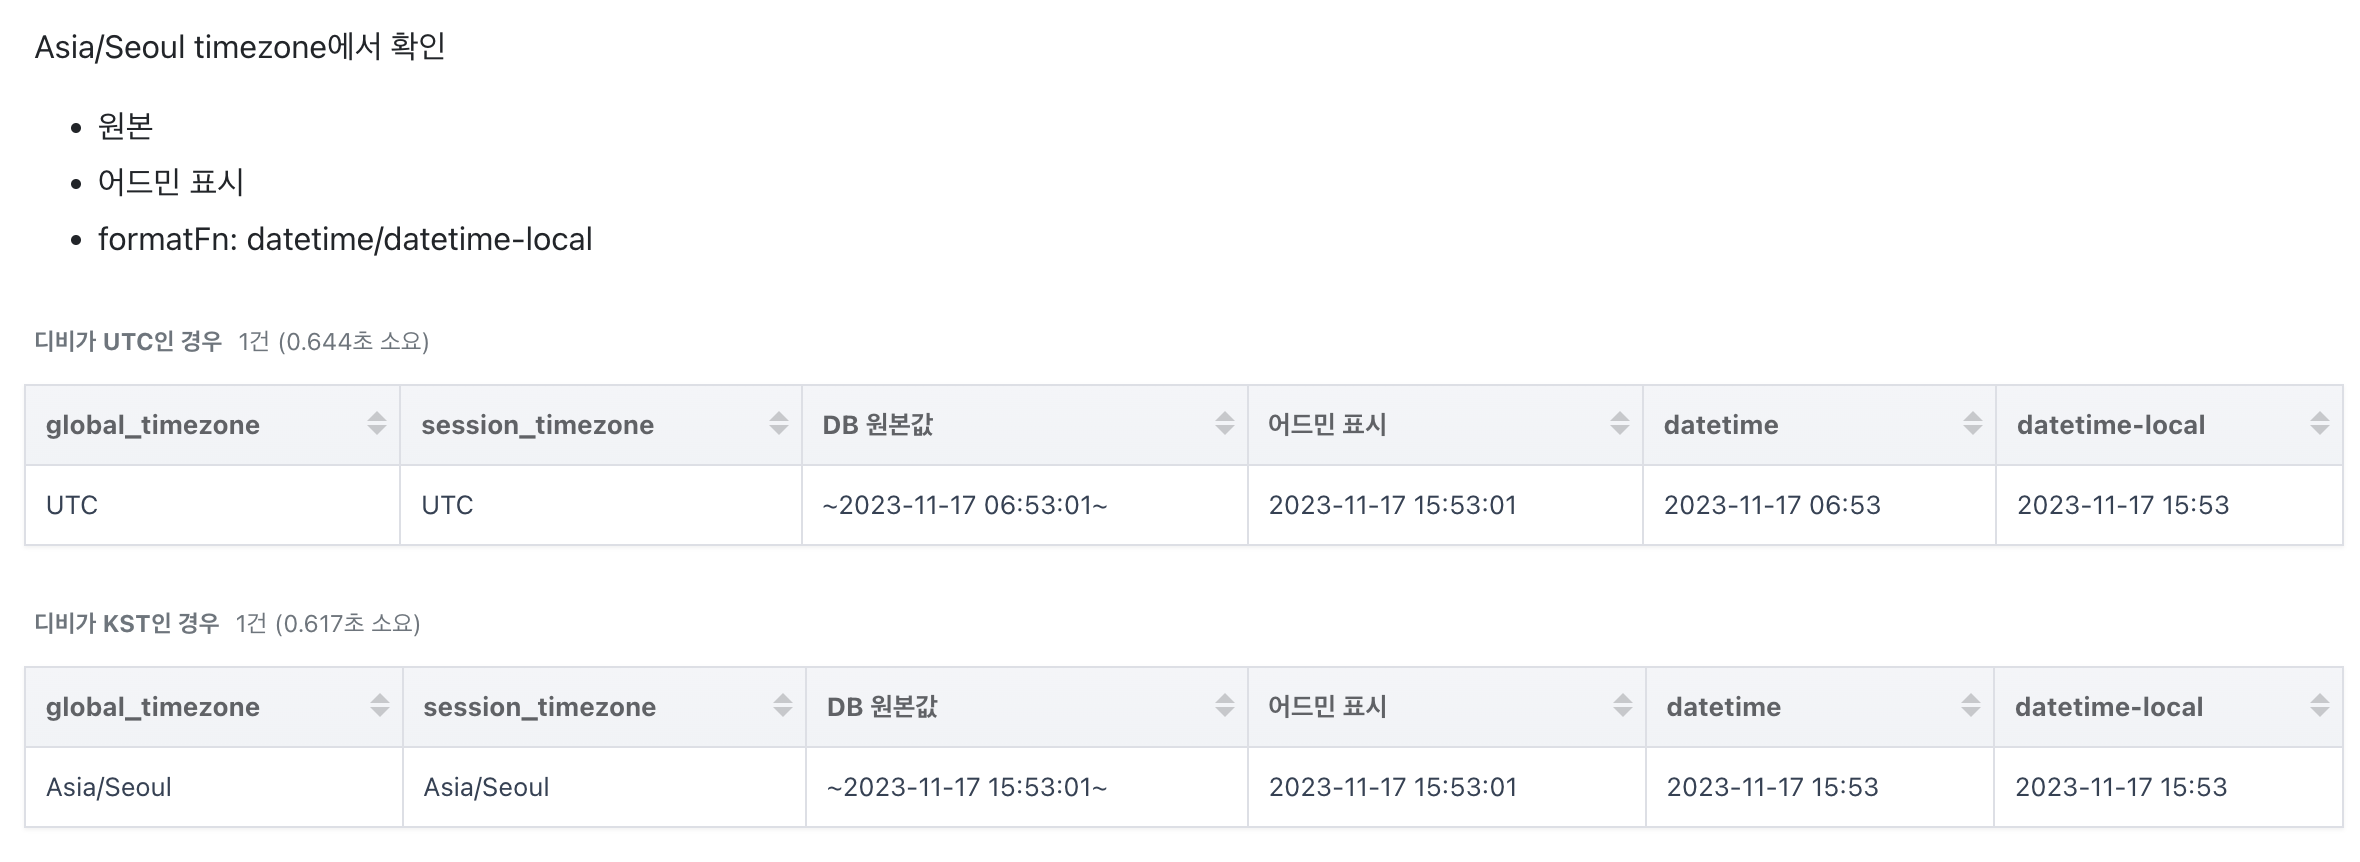 Asia/Seoul timezone에서 확인
• 원본
• 어드민 표시
• formatFn: datetime/datetime-local
디비가 UTC인 경우 1건 (0.644초 소요)
global_timezone session_timezone DB 원본값 어드민 표시 datetime datetime-local
UTC UTC ~2023-11-17 06:53:01~ 2023-11-17 15:53:01 2023-11-17 06:53 2023-11-17 15:53
디비가 KST인 경우 1건 (0.617초 소요)
global_timezone session_timezone DB 원본값 어드민 표시 datetime datetime-local
Asia/Seoul Asia/Seoul ~2023-11-17 15:53:01~ 2023-11-17 15:53:01 2023-11-17 15:53 2023-11-17 15:53